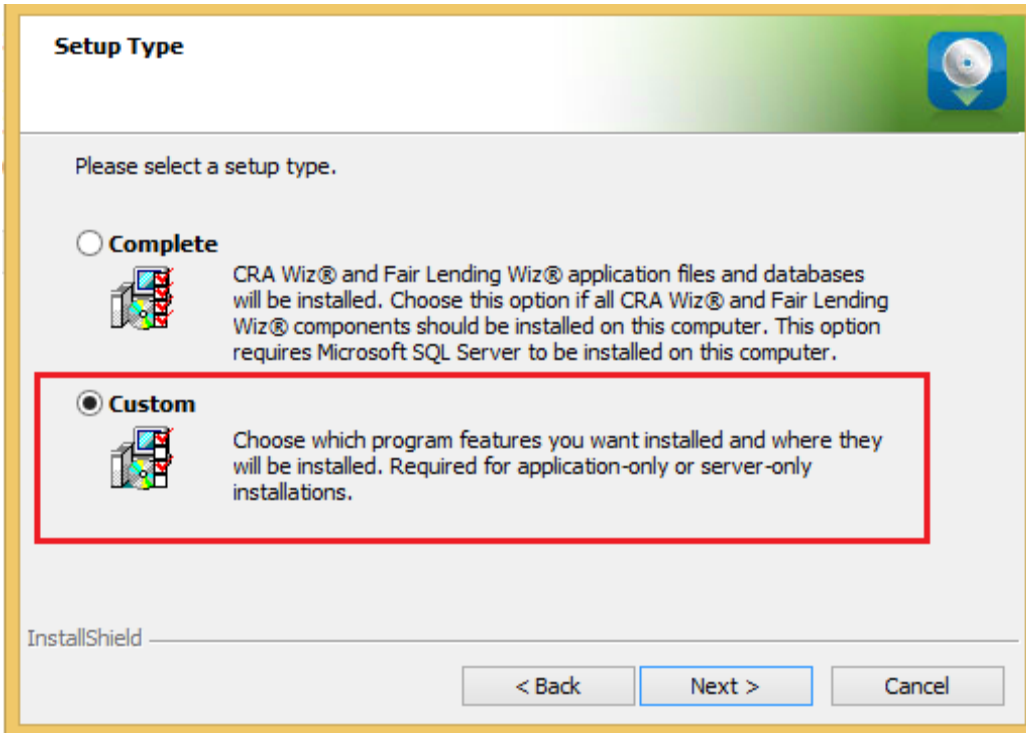 Setup Type
Please select a setup type.
Complete
CRA Wiz® and Fair Lending Wiz® application files and databases
will be installed. Choose this option if all CRA Wiz® and Fair Lending
Wiz® components should be installed on this computer. This option
requires Microsoft SQL Server to be installed on this computer.
Custom
Choose which program features you want installed and where they
will be installed. Required for application-only or server-only
installations.
InstallShield
< Back Next > Cancel